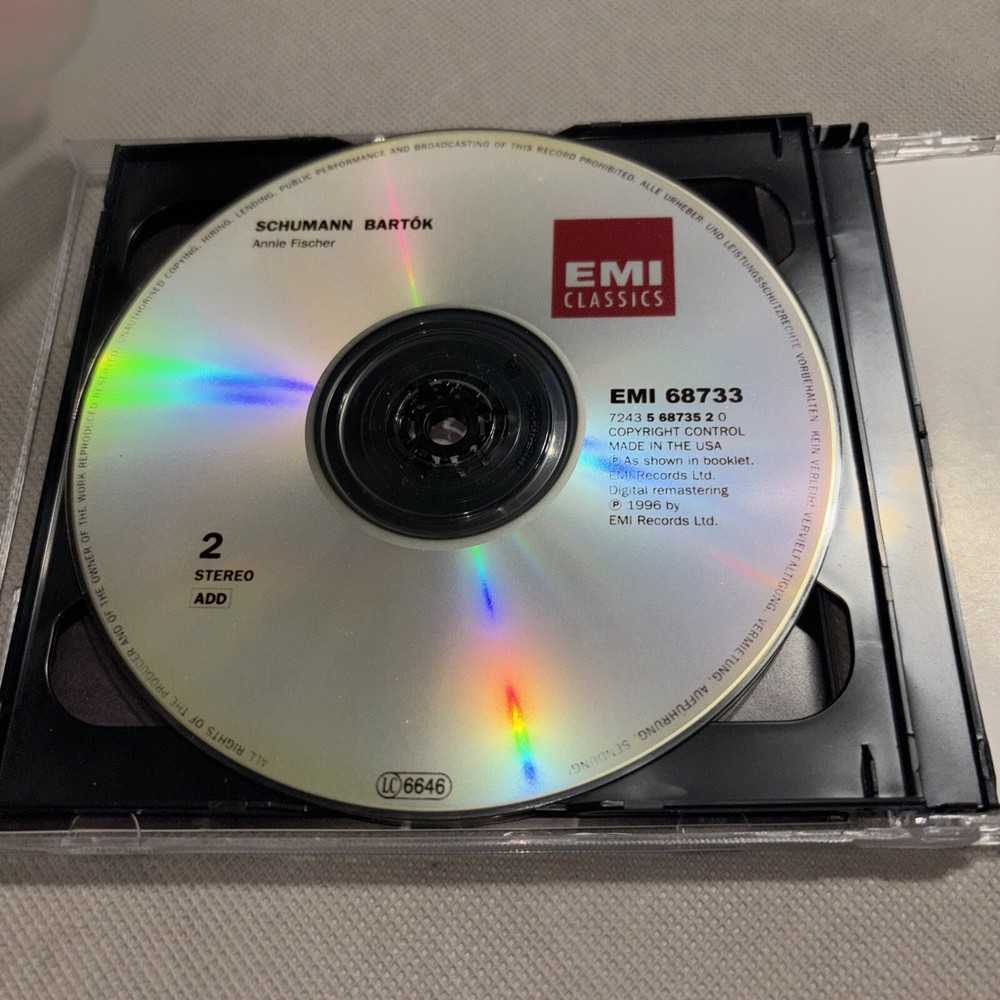 SCHUMANN BARTÓK
Annie Fischer
EMI
CLASSICS
EMI 68733
7243 5 68735 2 0
COPYRIGHT CONTROL
MADE IN THE USA
Ⓟ As shown in booklet.
EMI Records Ltd.
Digital remastering
Ⓟ 1996 by
EMI Records Ltd.
2
STEREO
ADD
LC 6646
ALL RIGHTS OF THE PRODUCER AND OF THE OWNER OF THE WORK REPRODUCED RESERVED. UNAUTHORISED COPYING, HIRING, LENDING, PUBLIC PERFORMANCE AND BROADCASTING OF THIS RECORD PROHIBITED. ALLE URHEBER- UND LEISTUNGSSCHUTZRECHTE VORBEHALTEN. KEIN VERLEIH! VERVIELFÄLTIGUNG, VERMIETUNG, AUFFÜHRUNG, SENDUNG!